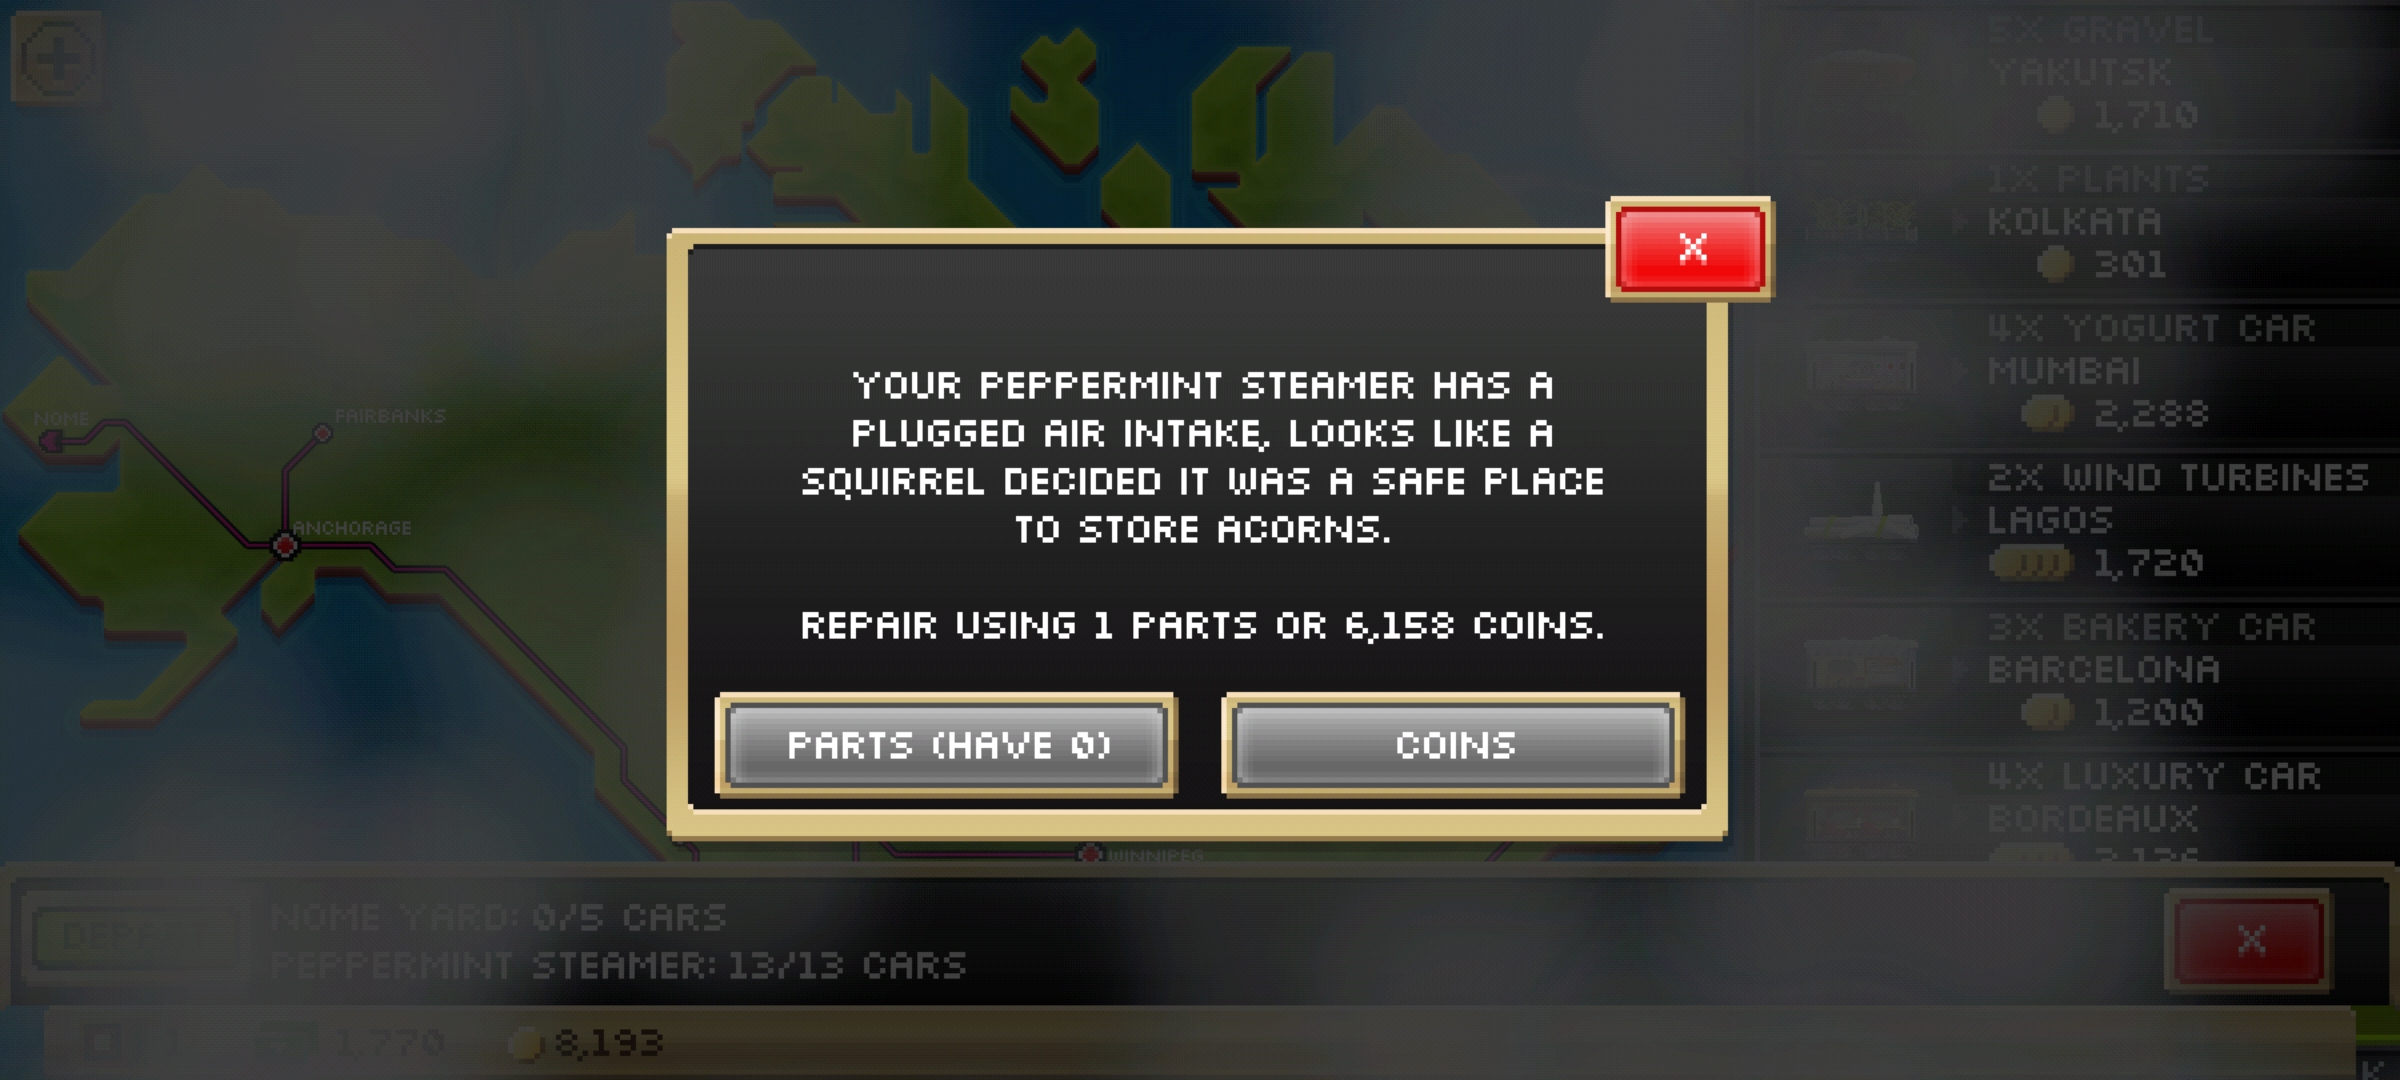 5X GRAVEL
YAKUTSK
1,710
1X PLANTS
KOLKATA
301
4X YOGURT CAR
MUMBAI
2,288
2X WIND TURBINES
LAGOS
1,720
3X BAKERY CAR
BARCELONA
1,200
4X LUXURY CAR
BORDEAUX
NOME
FAIRBANKS
ANCHORAGE
WINNIPEG
X
YOUR PEPPERMINT STEAMER HAS A
PLUGGED AIR INTAKE, LOOKS LIKE A
SQUIRREL DECIDED IT WAS A SAFE PLACE
TO STORE ACORNS.
REPAIR USING 1 PARTS OR 6,158 COINS.
PARTS (HAVE 0)
COINS
DEPART
NOME YARD: 0/5 CARS
PEPPERMINT STEAMER: 13/13 CARS
X
1,770
8,193